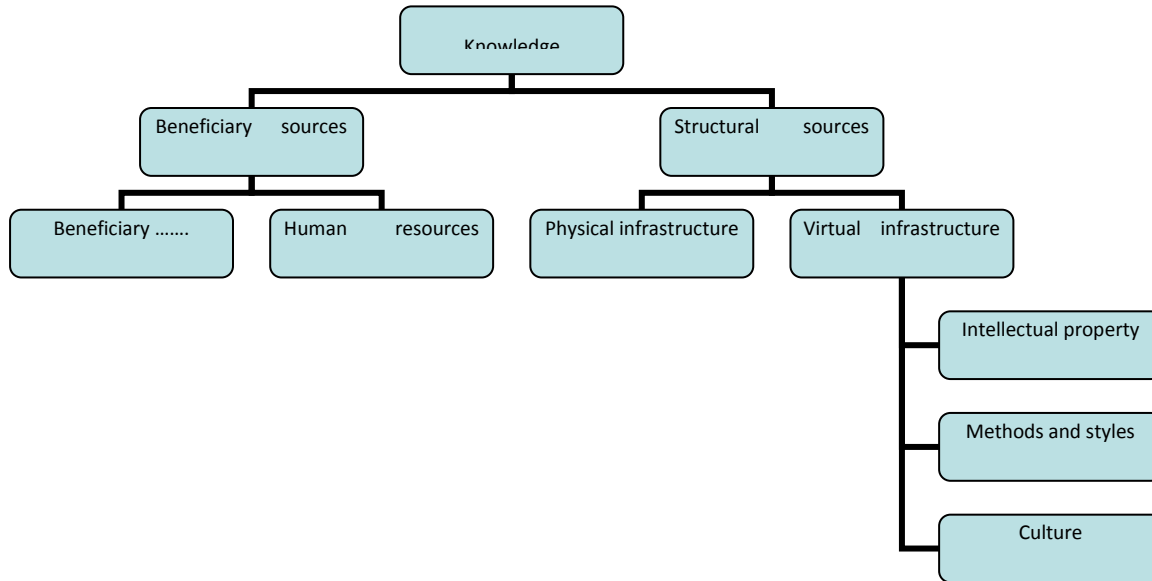 Knowledge
Beneficiary sources
Structural sources
Beneficiary .......
Human resources
Physical infrastructure
Virtual infrastructure
Intellectual property
Methods and styles
Culture